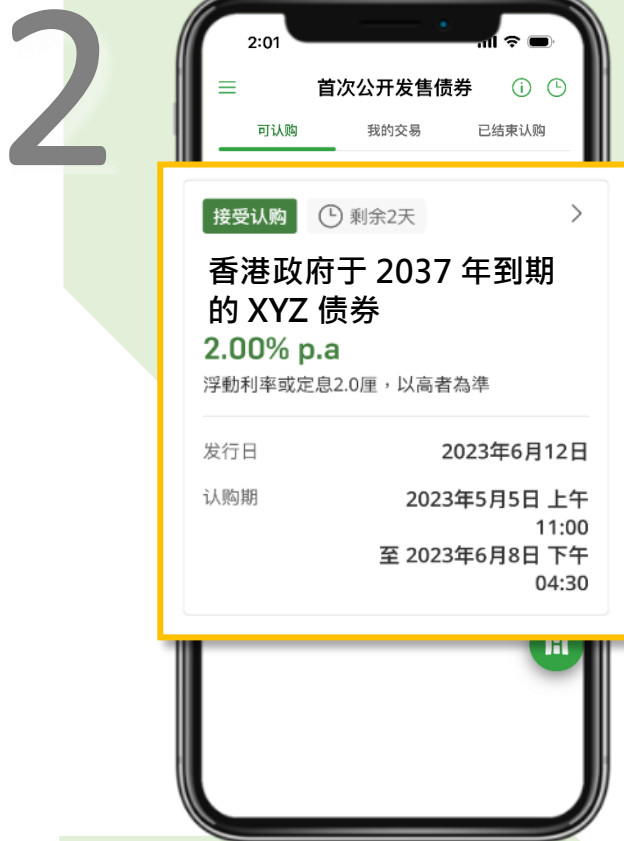 2
2:01
首次公开发售债券
可认购 我的交易 已结束认购
接受认购 剩余2天
香港政府于 2037 年到期
的 XYZ 债券
2.00% p.a
浮動利率或定息2.0厘，以高者為準
发行日 2023年6月12日
认购期 2023年5月5日 上午
11:00
至 2023年6月8日 下午
04:30